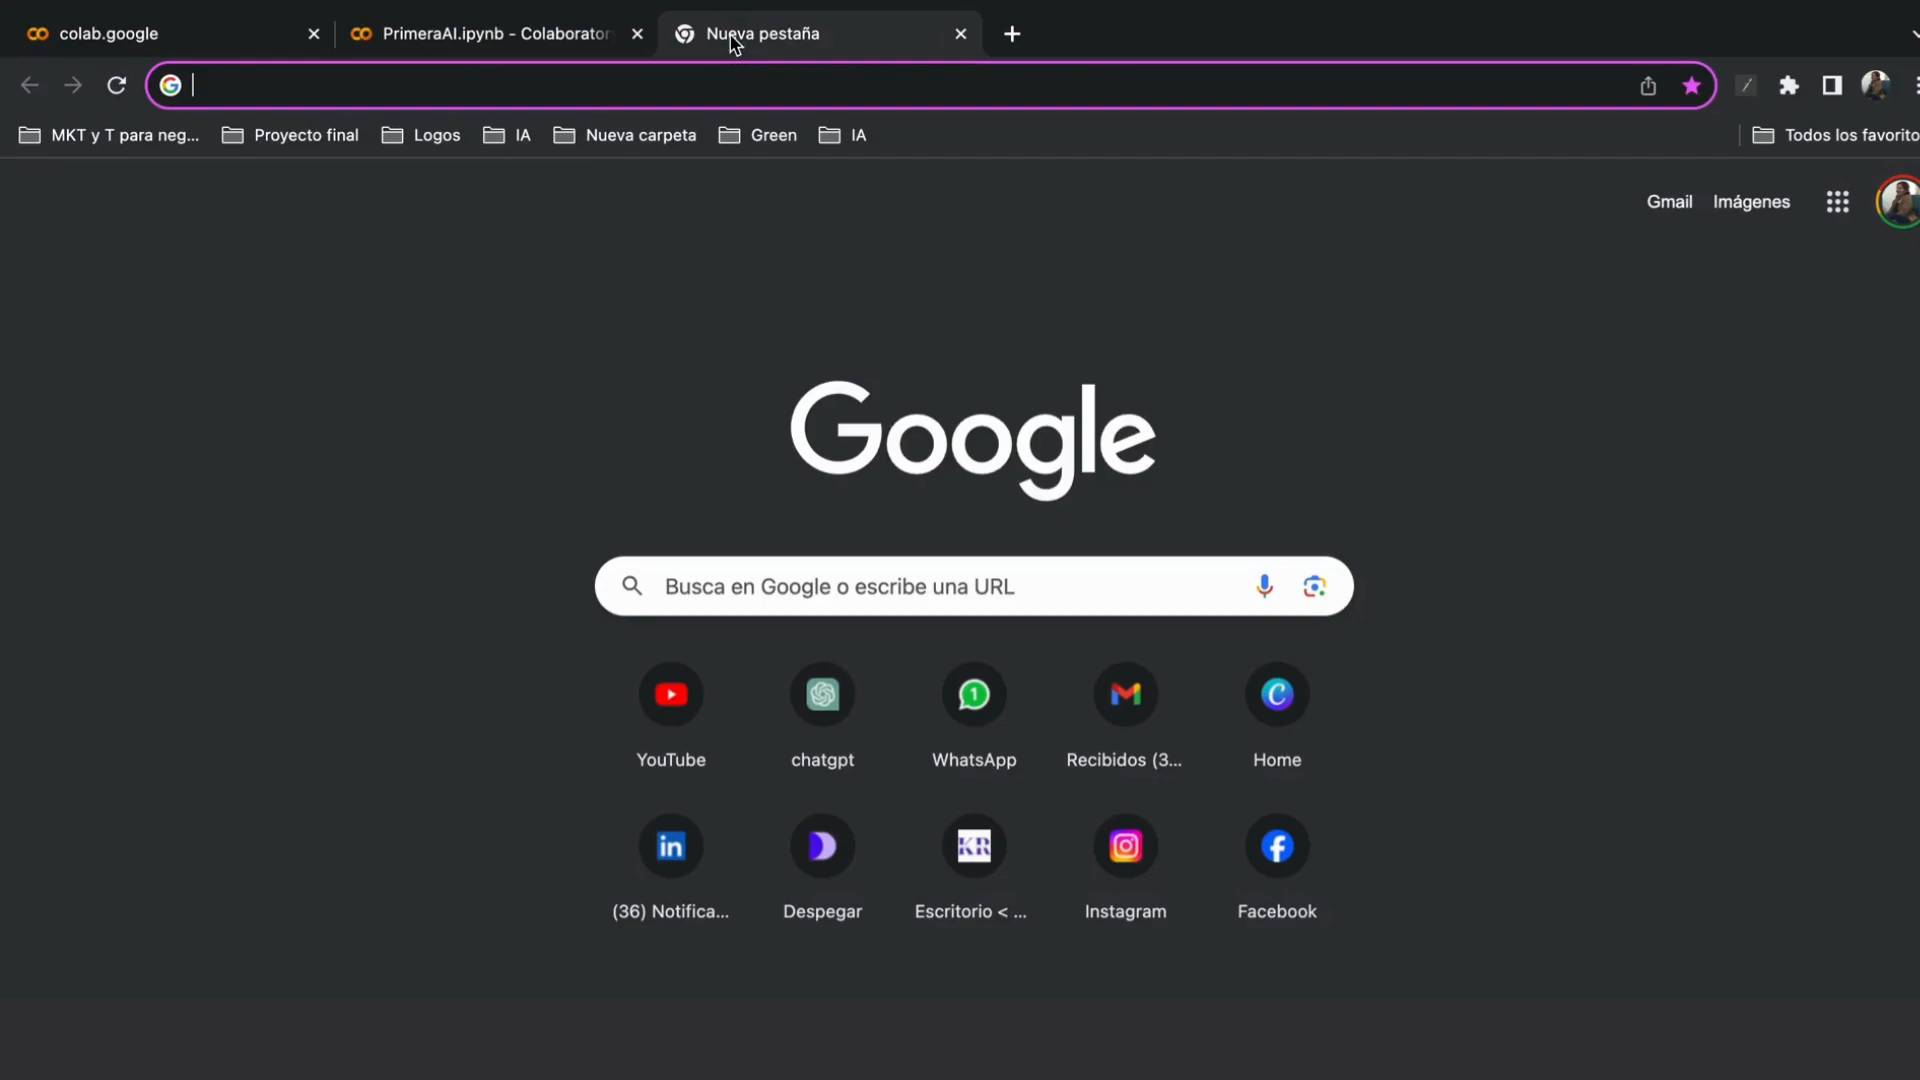 colab.google
PrimeraAI.ipynb - Colaborator
Nueva pestaña
MKT y T para neg...
Proyecto final
Logos
IA
Nueva carpeta
Green
IA
Todos los favorito
Gmail
Imágenes
Google
Busca en Google o escribe una URL
YouTube
chatgpt
WhatsApp
Recibidos (3...
Home
(36) Notifica...
Despegar
KR
Escritorio < ...
Instagram
Facebook